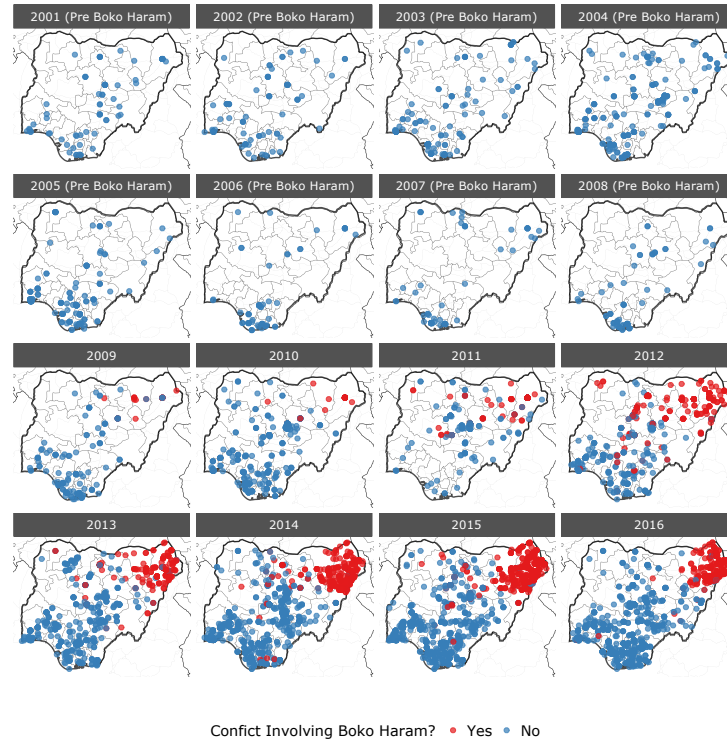 2001 (Pre Boko Haram) 2002 (Pre Boko Haram) 2003 (Pre Boko Haram) 2004 (Pre Boko Haram)
2005 (Pre Boko Haram) 2006 (Pre Boko Haram) 2007 (Pre Boko Haram) 2008 (Pre Boko Haram)
2009 2010 2011 2012
2013 2014 2015 2016
Confict Involving Boko Haram? Yes No